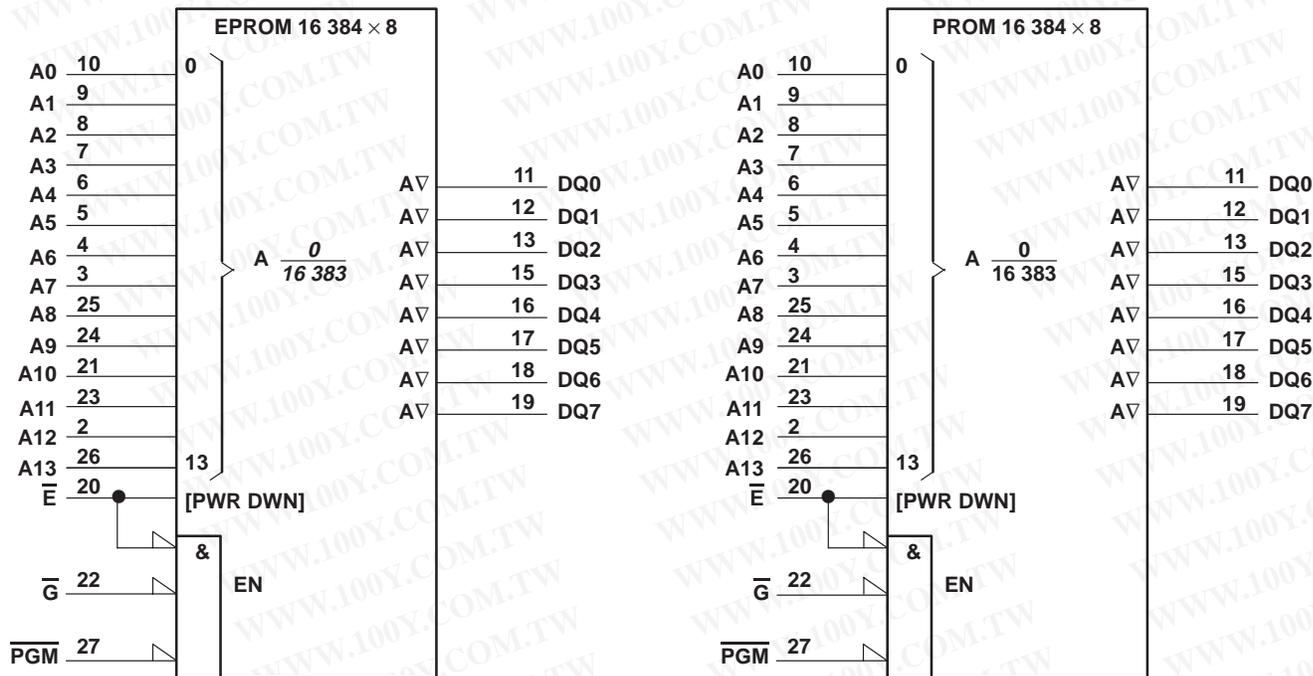 EPROM 16 384 × 8
A0 10 0
A1 9
A2 8
A3 7
A4 6
A5 5
A6 4
A7 3
A8 25
A9 24
A10 21
A11 23
A12 2
A13 26 13
E̅ 20 [PWR DWN]
&
G̅ 22 EN
P̅G̅M̅ 27
A 0
16 383
A∇ 11 DQ0
A∇ 12 DQ1
A∇ 13 DQ2
A∇ 15 DQ3
A∇ 16 DQ4
A∇ 17 DQ5
A∇ 18 DQ6
A∇ 19 DQ7
PROM 16 384 × 8
A0 10 0
A1 9
A2 8
A3 7
A4 6
A5 5
A6 4
A7 3
A8 25
A9 24
A10 21
A11 23
A12 2
A13 26 13
E̅ 20 [PWR DWN]
&
G̅ 22 EN
P̅G̅M̅ 27
A 0
16 383
A∇ 11 DQ0
A∇ 12 DQ1
A∇ 13 DQ2
A∇ 15 DQ3
A∇ 16 DQ4
A∇ 17 DQ5
A∇ 18 DQ6
A∇ 19 DQ7
WWW.100Y.COM.TW